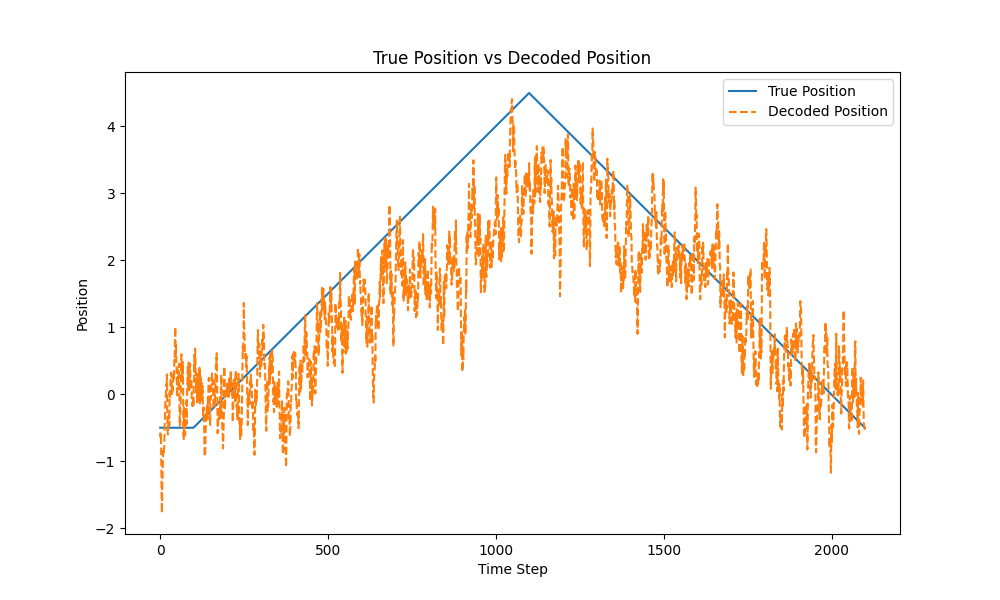 True Position vs Decoded Position
True Position
Decoded Position
4
3
2
1
0
−1
−2
Position
0 500 1000 1500 2000
Time Step